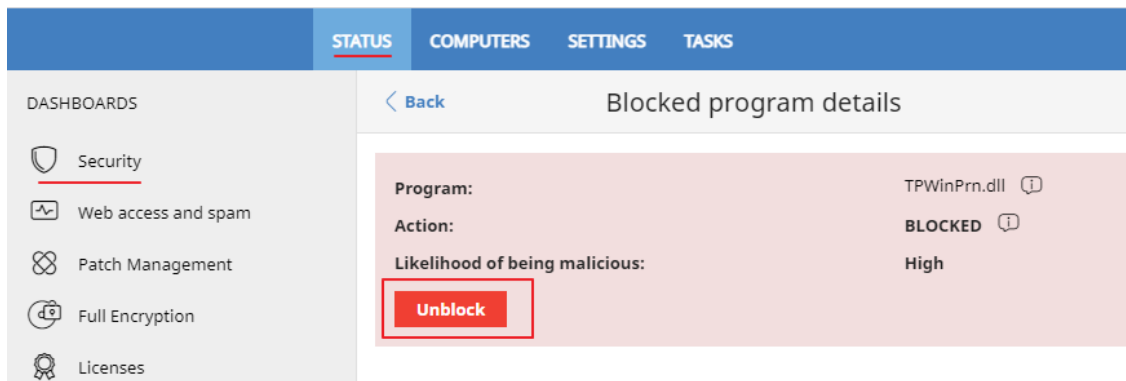 STATUS COMPUTERS SETTINGS TASKS
DASHBOARDS
Security
Web access and spam
Patch Management
Full Encryption
Licenses
Back Blocked program details
Program: TPWinPrn.dll
Action: BLOCKED
Likelihood of being malicious: High
Unblock